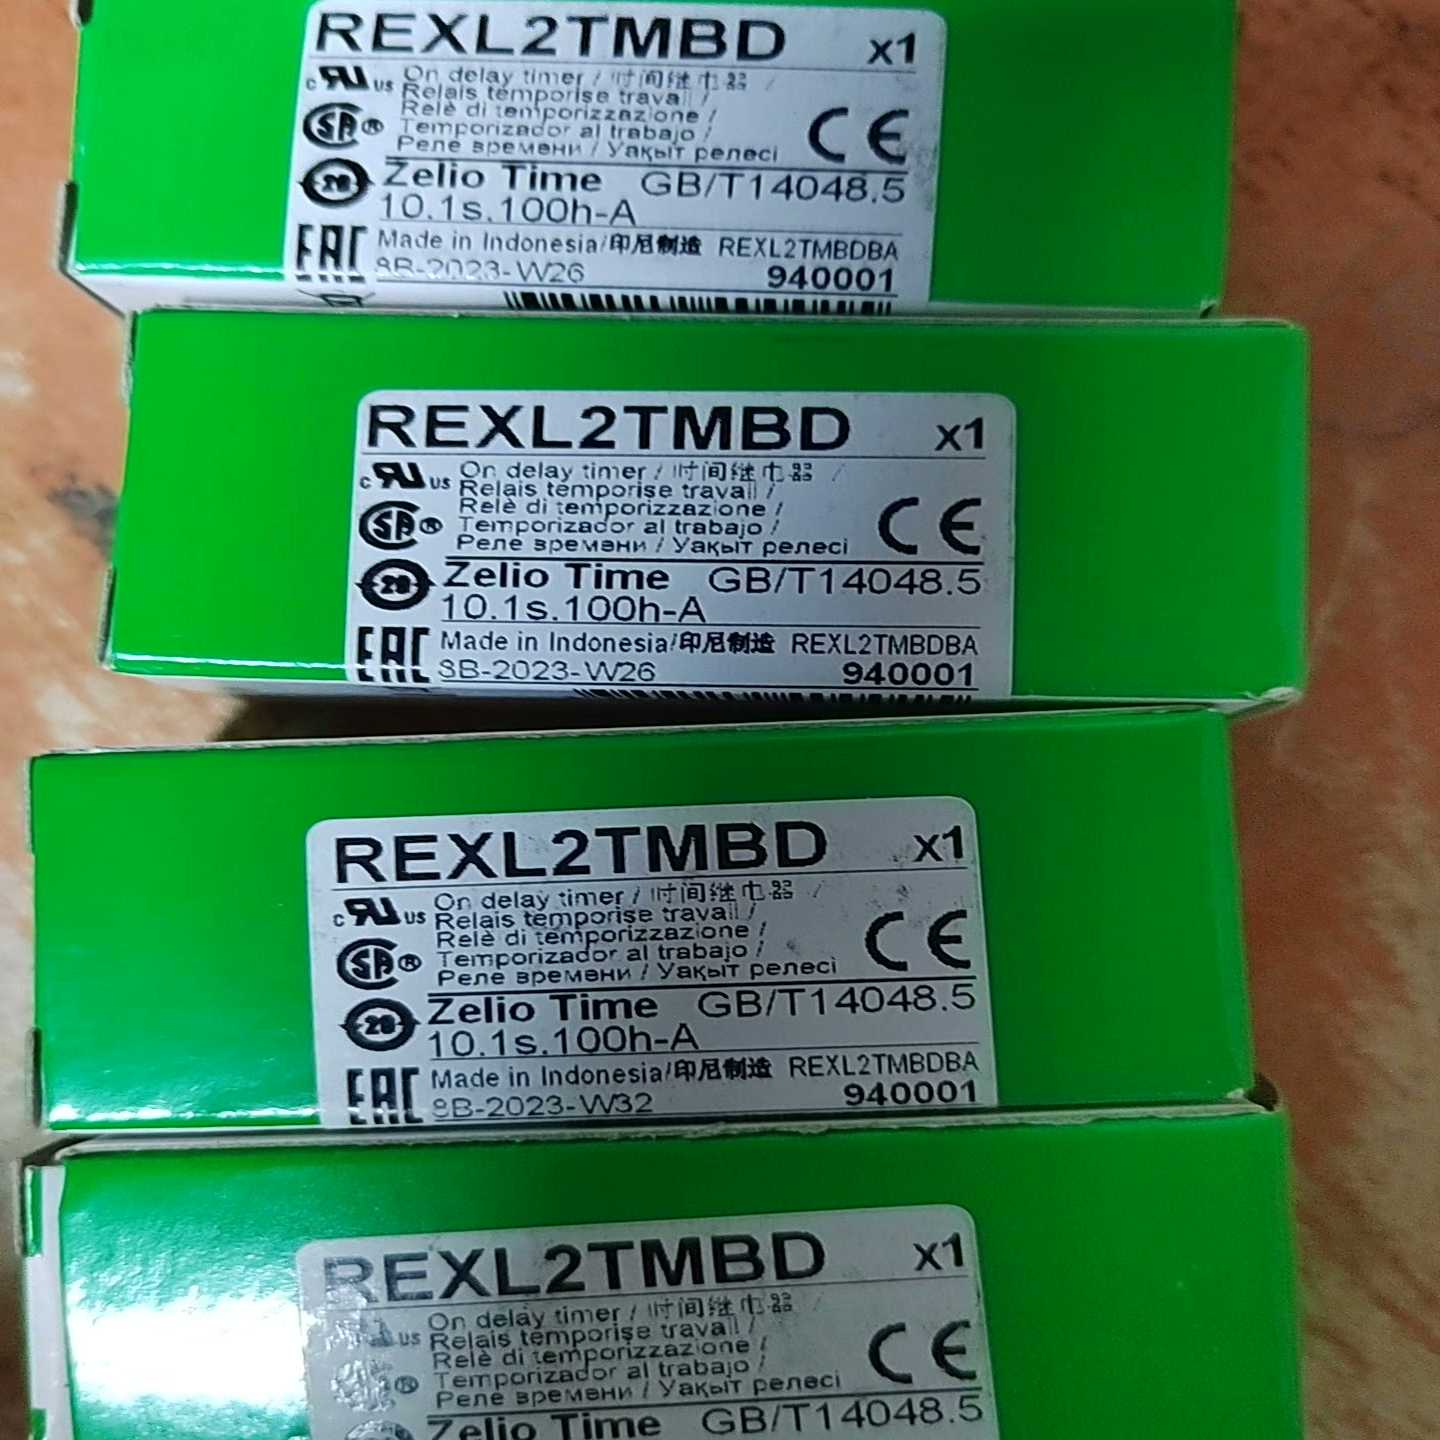 REXL2TMBD x1
On delay timer / 时间继电器 /
Relais temporise travail /
Relè di temporizzazione /
Temporizador al trabajo /
Реле времени / Уақыт релесі
CE
Zelio Time GB/T14048.5
10.1s.100h-A
Made in Indonesia/印尼制造 REXL2TMBDBA
8B-2023-W26 940001
REXL2TMBD x1
On delay timer / 时间继电器 /
Relais temporise travail /
Relè di temporizzazione /
Temporizador al trabajo /
Реле времени / Уақыт релесі
CE
Zelio Time GB/T14048.5
10.1s.100h-A
Made in Indonesia/印尼制造 REXL2TMBDBA
8B-2023-W26 940001
REXL2TMBD x1
On delay timer / 时间继电器 /
Relais temporise travail /
Relè di temporizzazione /
Temporizador al trabajo /
Реле времени / Уақыт релесі
CE
Zelio Time GB/T14048.5
10.1s.100h-A
Made in Indonesia/印尼制造 REXL2TMBDBA
8B-2023-W32 940001
REXL2TMBD x1
On delay timer / 时间继电器 /
Relais temporise travail /
Relè di temporizzazione /
Temporizador al trabajo /
Реле времени / Уақыт релесі
CE
Zelio Time GB/T14048.5